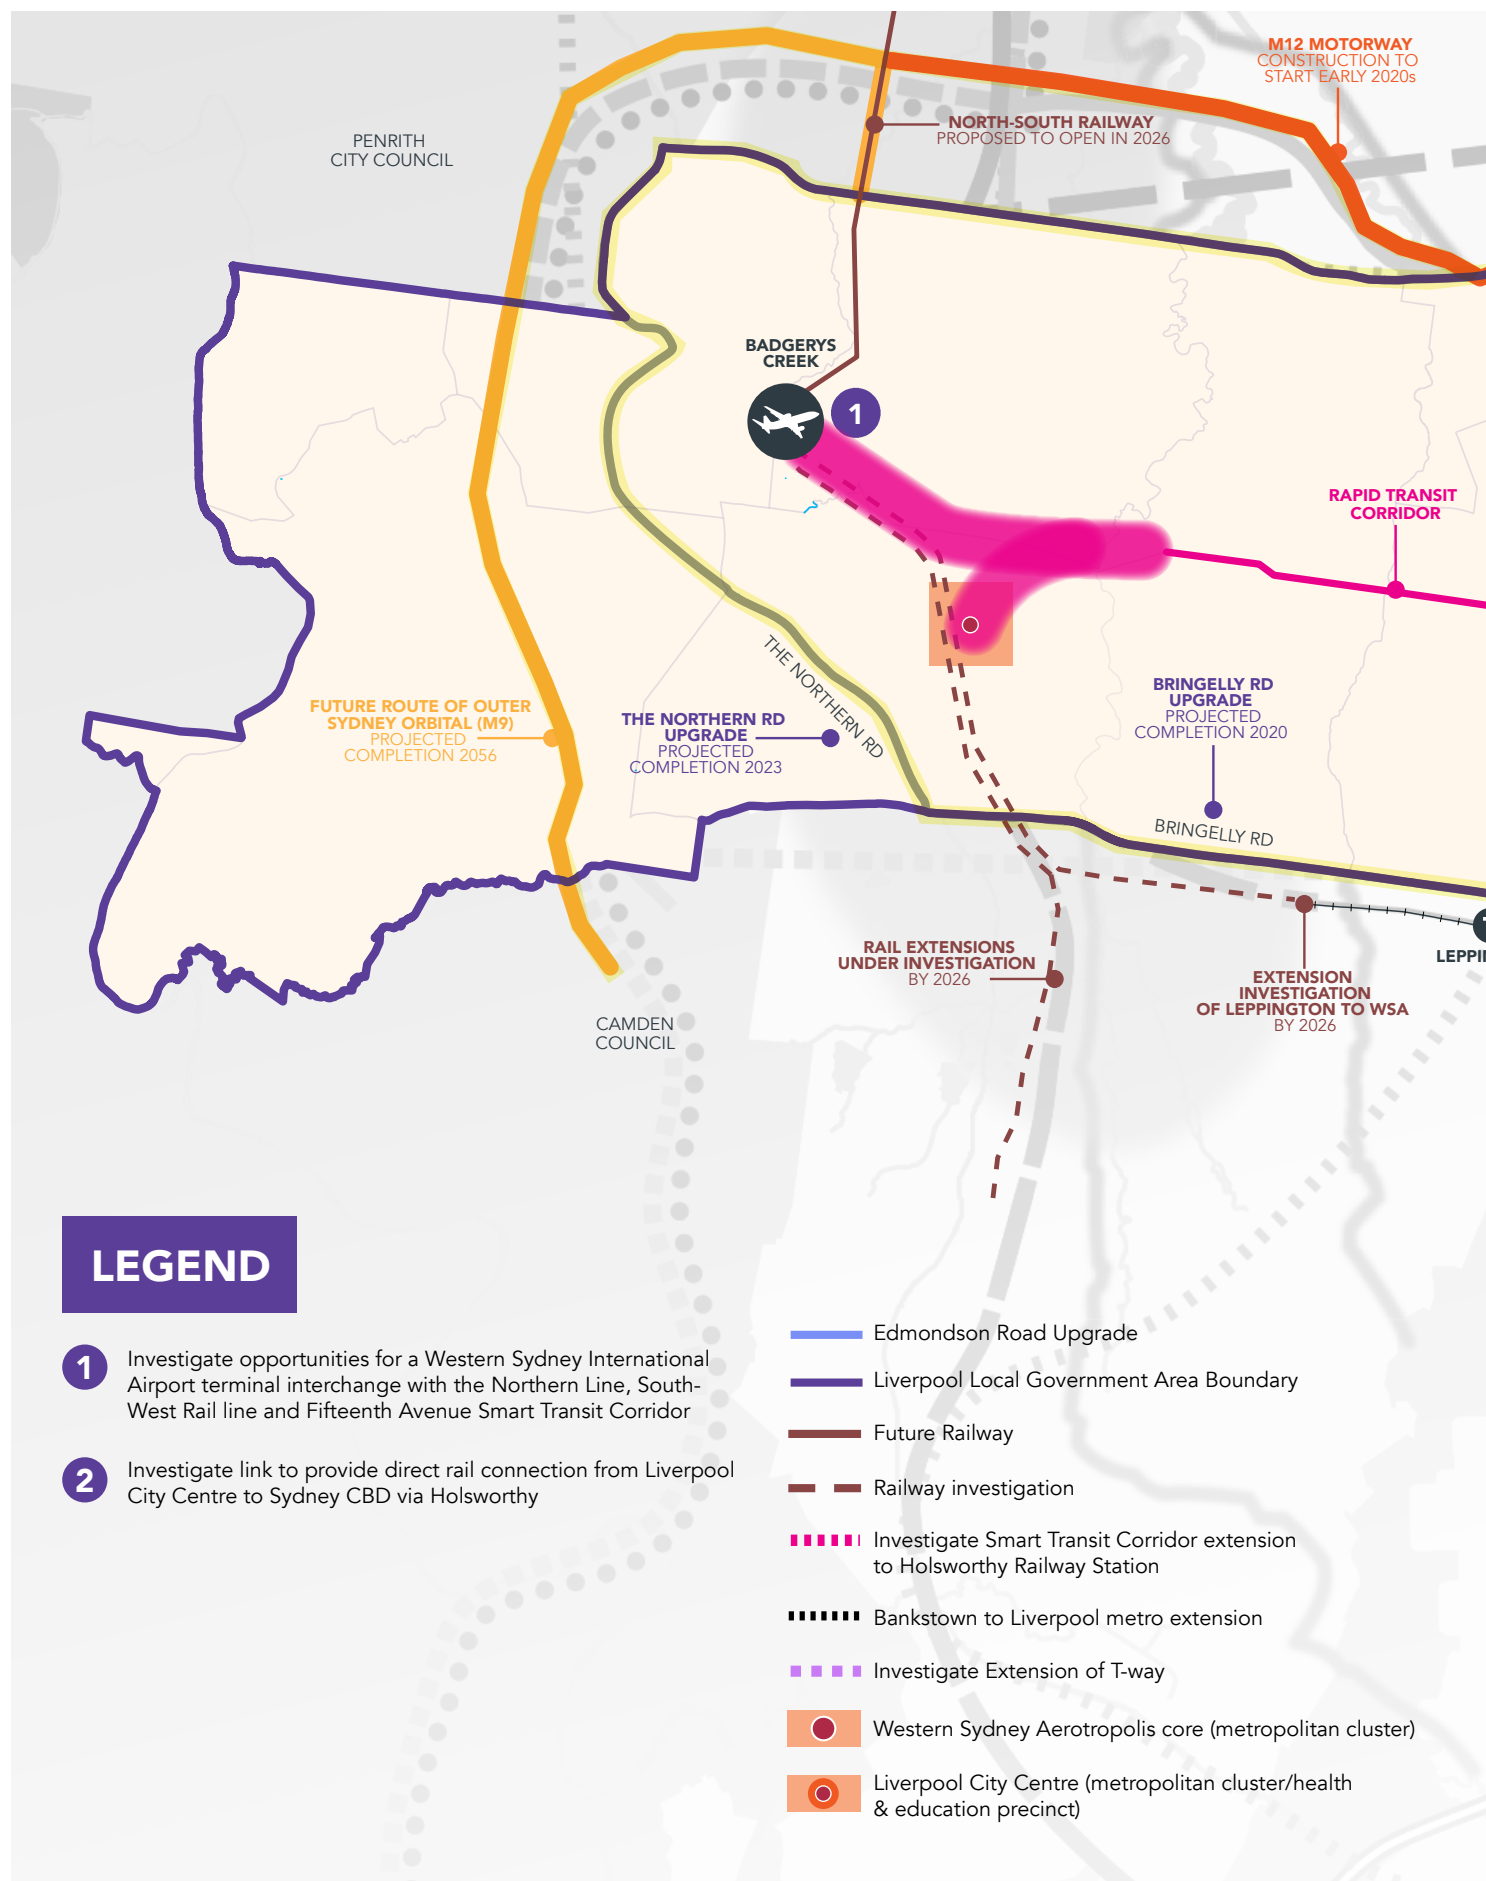 M12 MOTORWAY
CONSTRUCTION TO
START EARLY 2020s
NORTH-SOUTH RAILWAY
PROPOSED TO OPEN IN 2026
PENRITH
CITY COUNCIL
BADGERYS
CREEK
1
RAPID TRANSIT
CORRIDOR
THE NORTHERN RD
FUTURE ROUTE OF OUTER
SYDNEY ORBITAL (M9)
PROJECTED
COMPLETION 2056
THE NORTHERN RD
UPGRADE
PROJECTED
COMPLETION 2023
BRINGELLY RD
UPGRADE
PROJECTED
COMPLETION 2020
BRINGELLY RD
RAIL EXTENSIONS
UNDER INVESTIGATION
BY 2026
LEPPI
EXTENSION
INVESTIGATION
OF LEPPINGTON TO WSA
BY 2026
CAMDEN
COUNCIL
LEGEND
1
Investigate opportunities for a Western Sydney International
Airport terminal interchange with the Northern Line, South-
West Rail line and Fifteenth Avenue Smart Transit Corridor
2
Investigate link to provide direct rail connection from Liverpool
City Centre to Sydney CBD via Holsworthy
Edmondson Road Upgrade
Liverpool Local Government Area Boundary
Future Railway
Railway investigation
Investigate Smart Transit Corridor extension
to Holsworthy Railway Station
Bankstown to Liverpool metro extension
Investigate Extension of T-way
Western Sydney Aerotropolis core (metropolitan cluster)
Liverpool City Centre (metropolitan cluster/health
& education precinct)